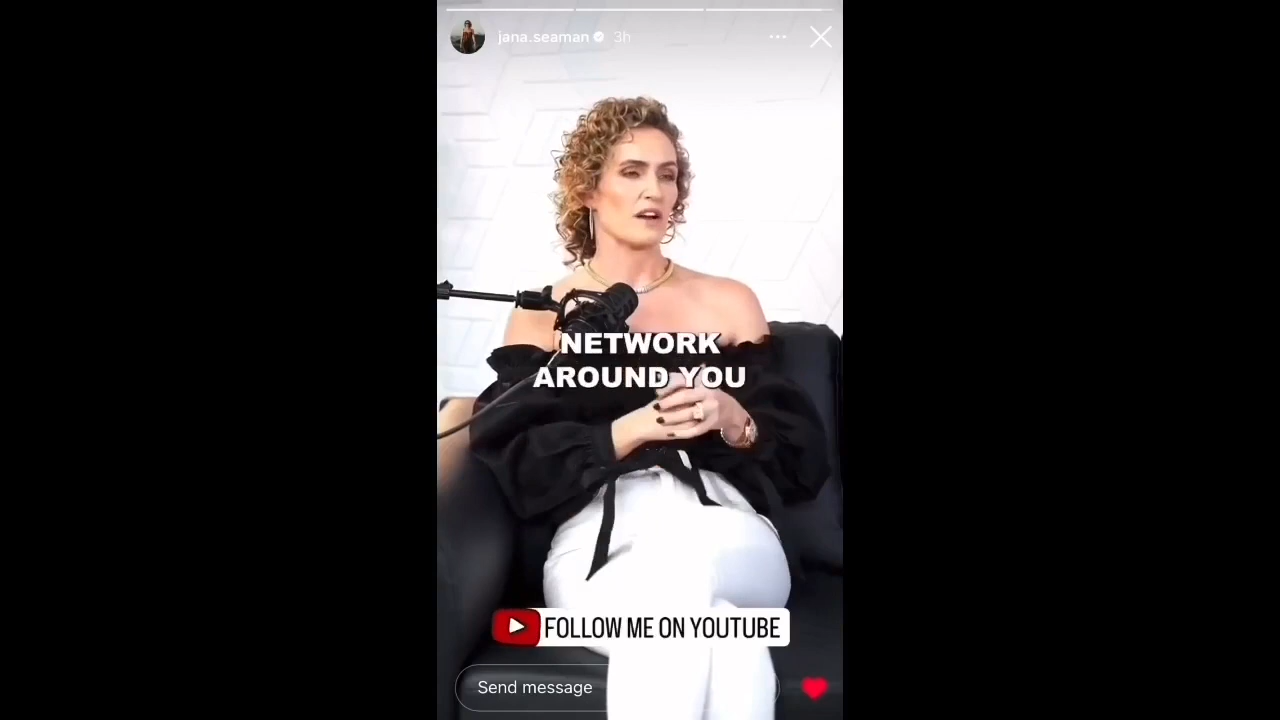 jana.seaman 3h
NETWORK
AROUND YOU
FOLLOW ME ON YOUTUBE
Send message